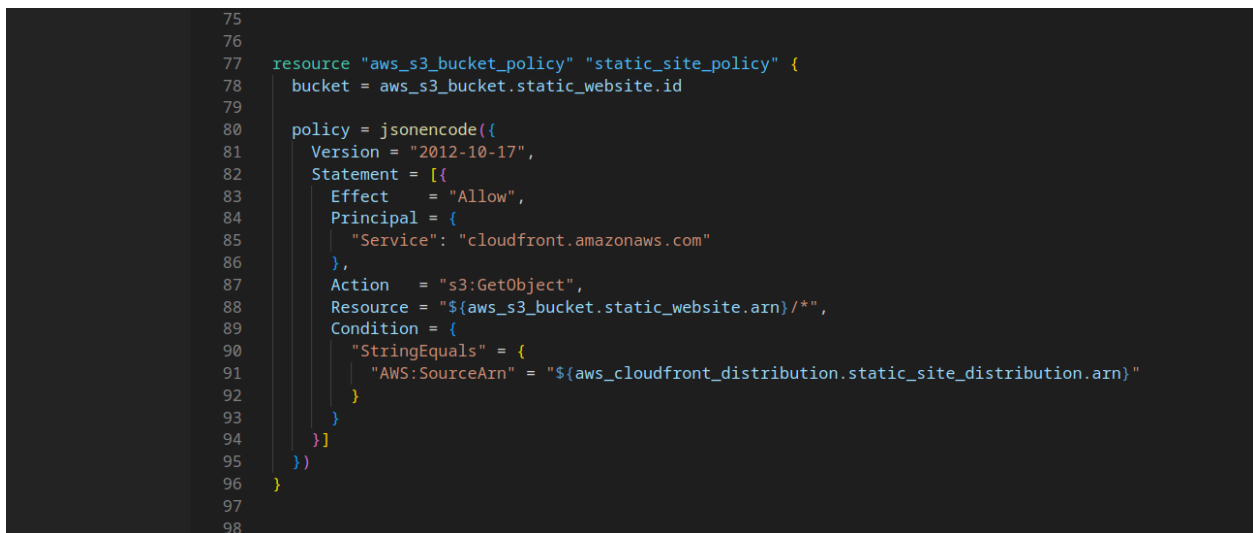 75
76
77 resource "aws_s3_bucket_policy" "static_site_policy" {
78   bucket = aws_s3_bucket.static_website.id
79
80   policy = jsonencode({
81     Version = "2012-10-17",
82     Statement = [{
83       Effect    = "Allow",
84       Principal = {
85         "Service": "cloudfront.amazonaws.com"
86       },
87       Action   = "s3:GetObject",
88       Resource = "${aws_s3_bucket.static_website.arn}/*",
89       Condition = {
90         "StringEquals" = {
91           "AWS:SourceArn" = "${aws_cloudfront_distribution.static_site_distribution.arn}"
92         }
93       }
94     }]
95   })
96 }
97
98